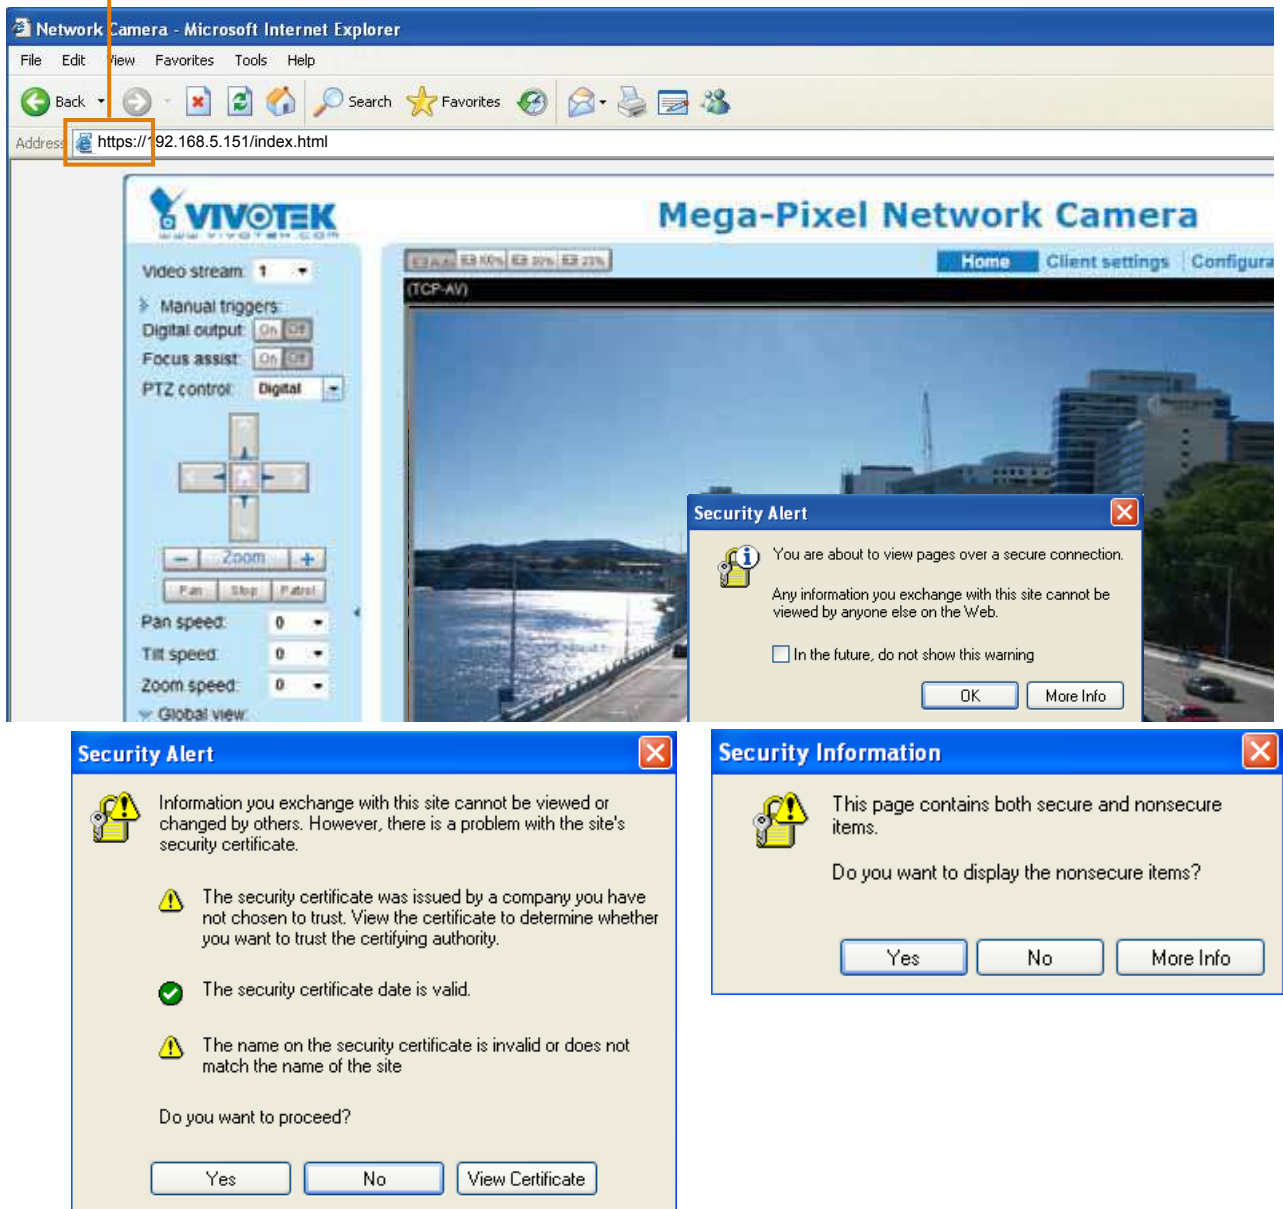 Network Camera - Microsoft Internet Explorer
File Edit View Favorites Tools Help
Back Search Favorites
Address https://192.168.5.151/index.html
VIVOTEK
www.vivotek.com
Mega-Pixel Network Camera
Home Client settings Configura
Auto 100% 50% 25%
(TCP-AV)
Video stream: 1
Manual triggers:
Digital output: On Off
Focus assist: On Off
PTZ control: Digital
− Zoom +
Pan Stop Patrol
Pan speed: 0
Tilt speed: 0
Zoom speed: 0
Global view:
Security Alert
You are about to view pages over a secure connection.
Any information you exchange with this site cannot be
viewed by anyone else on the Web.
In the future, do not show this warning
OK More Info
Security Alert
Information you exchange with this site cannot be viewed or
changed by others. However, there is a problem with the site's
security certificate.
The security certificate was issued by a company you have
not chosen to trust. View the certificate to determine whether
you want to trust the certifying authority.
The security certificate date is valid.
The name on the security certificate is invalid or does not
match the name of the site
Do you want to proceed?
Yes No View Certificate
Security Information
This page contains both secure and nonsecure
items.
Do you want to display the nonsecure items?
Yes No More Info